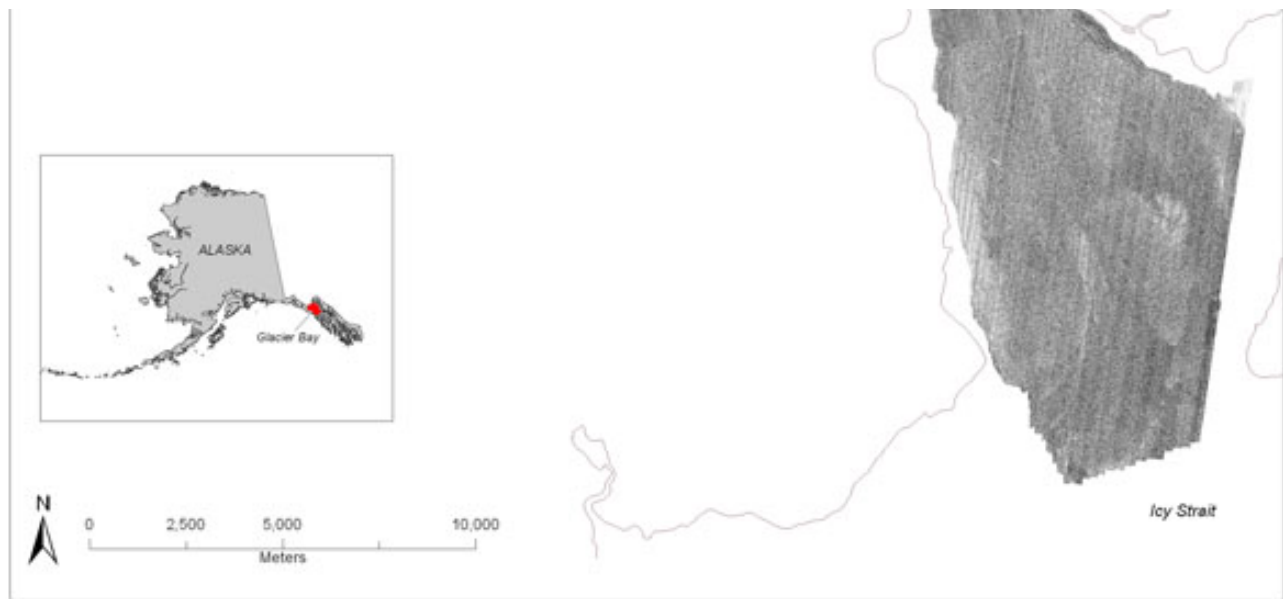 ALASKA
Glacier Bay
N
0 2,500 5,000 10,000
Meters
Icy Strait